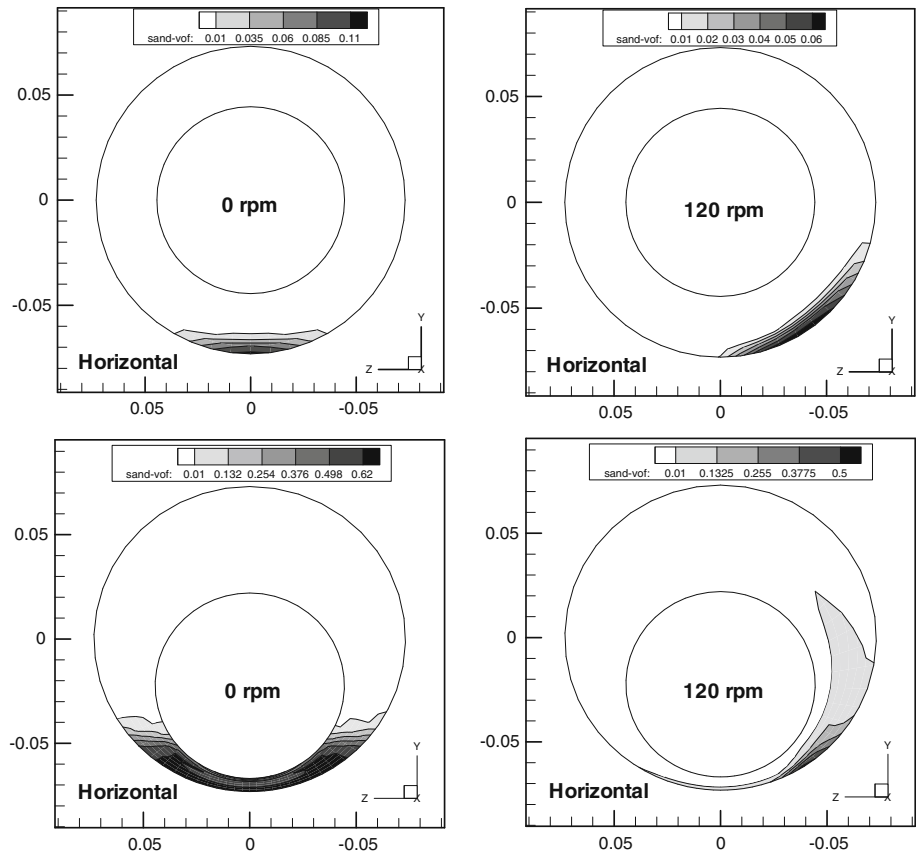 sand-vof: 0.01 0.035 0.06 0.085 0.11
0.05
0
-0.05
0 rpm
Horizontal
Y
Z X
0.05 0 -0.05
sand-vof: 0.01 0.02 0.03 0.04 0.05 0.06
0.05
0
-0.05
120 rpm
Horizontal
Y
Z X
0.05 0 -0.05
sand-vof: 0.01 0.132 0.254 0.376 0.498 0.62
0.05
0
-0.05
0 rpm
Horizontal
Y
Z X
0.05 0 -0.05
sand-vof: 0.01 0.1325 0.255 0.3775 0.5
0.05
0
-0.05
120 rpm
Horizontal
Y
Z X
0.05 0 -0.05